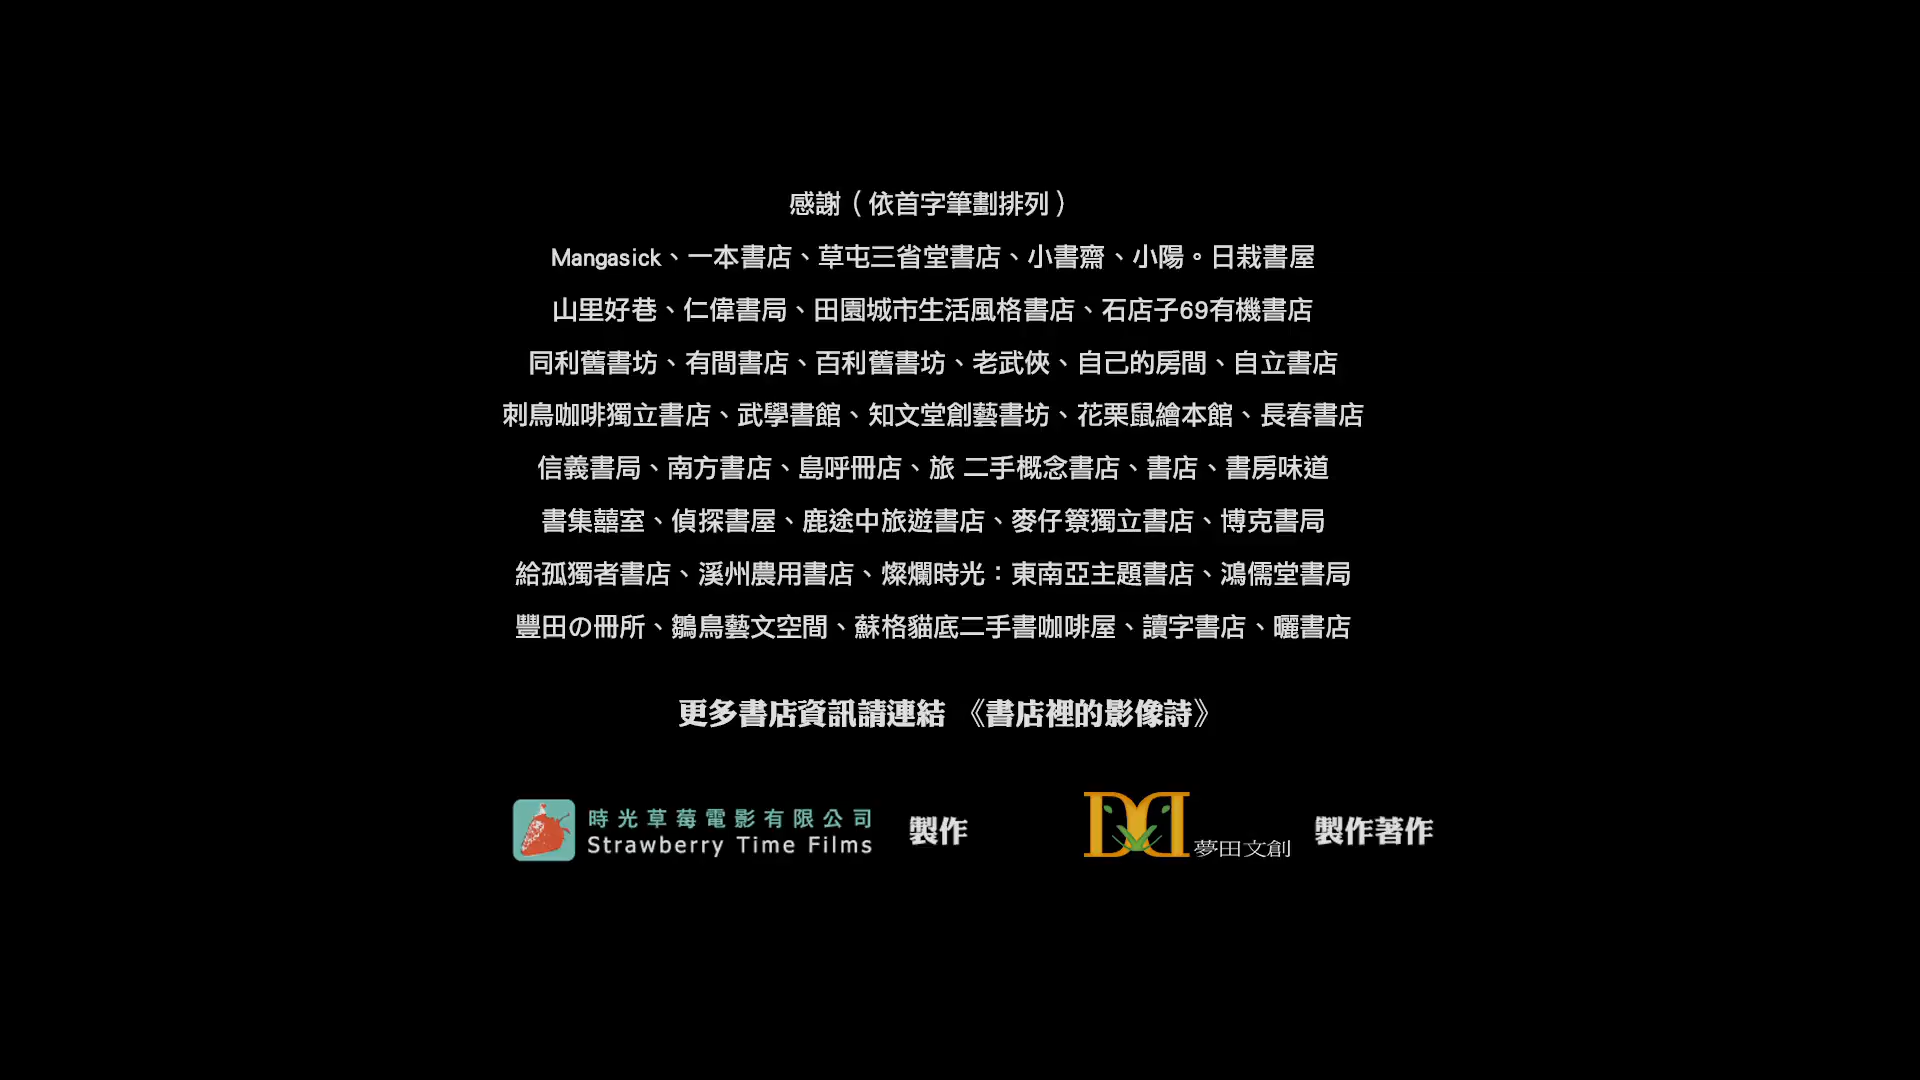 感謝（依首字筆劃排列）
Mangasick、一本書店、草屯三省堂書店、小書齋、小陽。日栽書屋
山里好巷、仁偉書局、田園城市生活風格書店、石店子69有機書店
同利舊書坊、有間書店、百利舊書坊、老武俠、自己的房間、自立書店
刺鳥咖啡獨立書店、武學書館、知文堂創藝書坊、花栗鼠繪本館、長春書店
信義書局、南方書店、島呼冊店、旅 二手概念書店、書店、書房味道
書集囍室、偵探書屋、鹿途中旅遊書店、麥仔簝獨立書店、博克書局
給孤獨者書店、溪州農用書店、燦爛時光：東南亞主題書店、鴻儒堂書局
豐田の冊所、鶵鳥藝文空間、蘇格貓底二手書咖啡屋、讀字書店、曬書店
更多書店資訊請連結 《書店裡的影像詩》
時光草莓電影有限公司 製作
Strawberry Time Films
夢田文創 製作著作